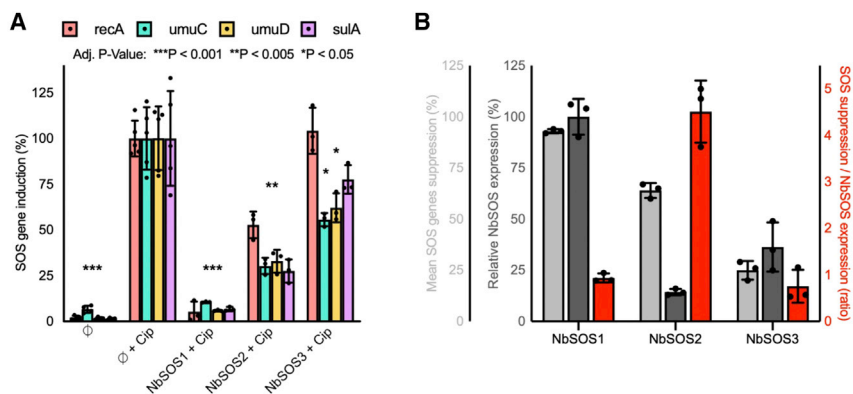 A
recA umuC umuD sulA
Adj. P-Value: ***P < 0.001 **P < 0.005 *P < 0.05
SOS gene induction (%)
125
100
75
50
25
0
***
***
**
*
*
∅
∅ + Cip
NbSOS1 + Cip
NbSOS2 + Cip
NbSOS3 + Cip
B
Mean SOS genes suppression (%)
125
100
75
50
25
0
Relative NbSOS expression (%)
125
100
75
50
25
0
NbSOS1
NbSOS2
NbSOS3
5
4
3
2
1
0
SOS suppression
/ NbSOS expression (ratio)